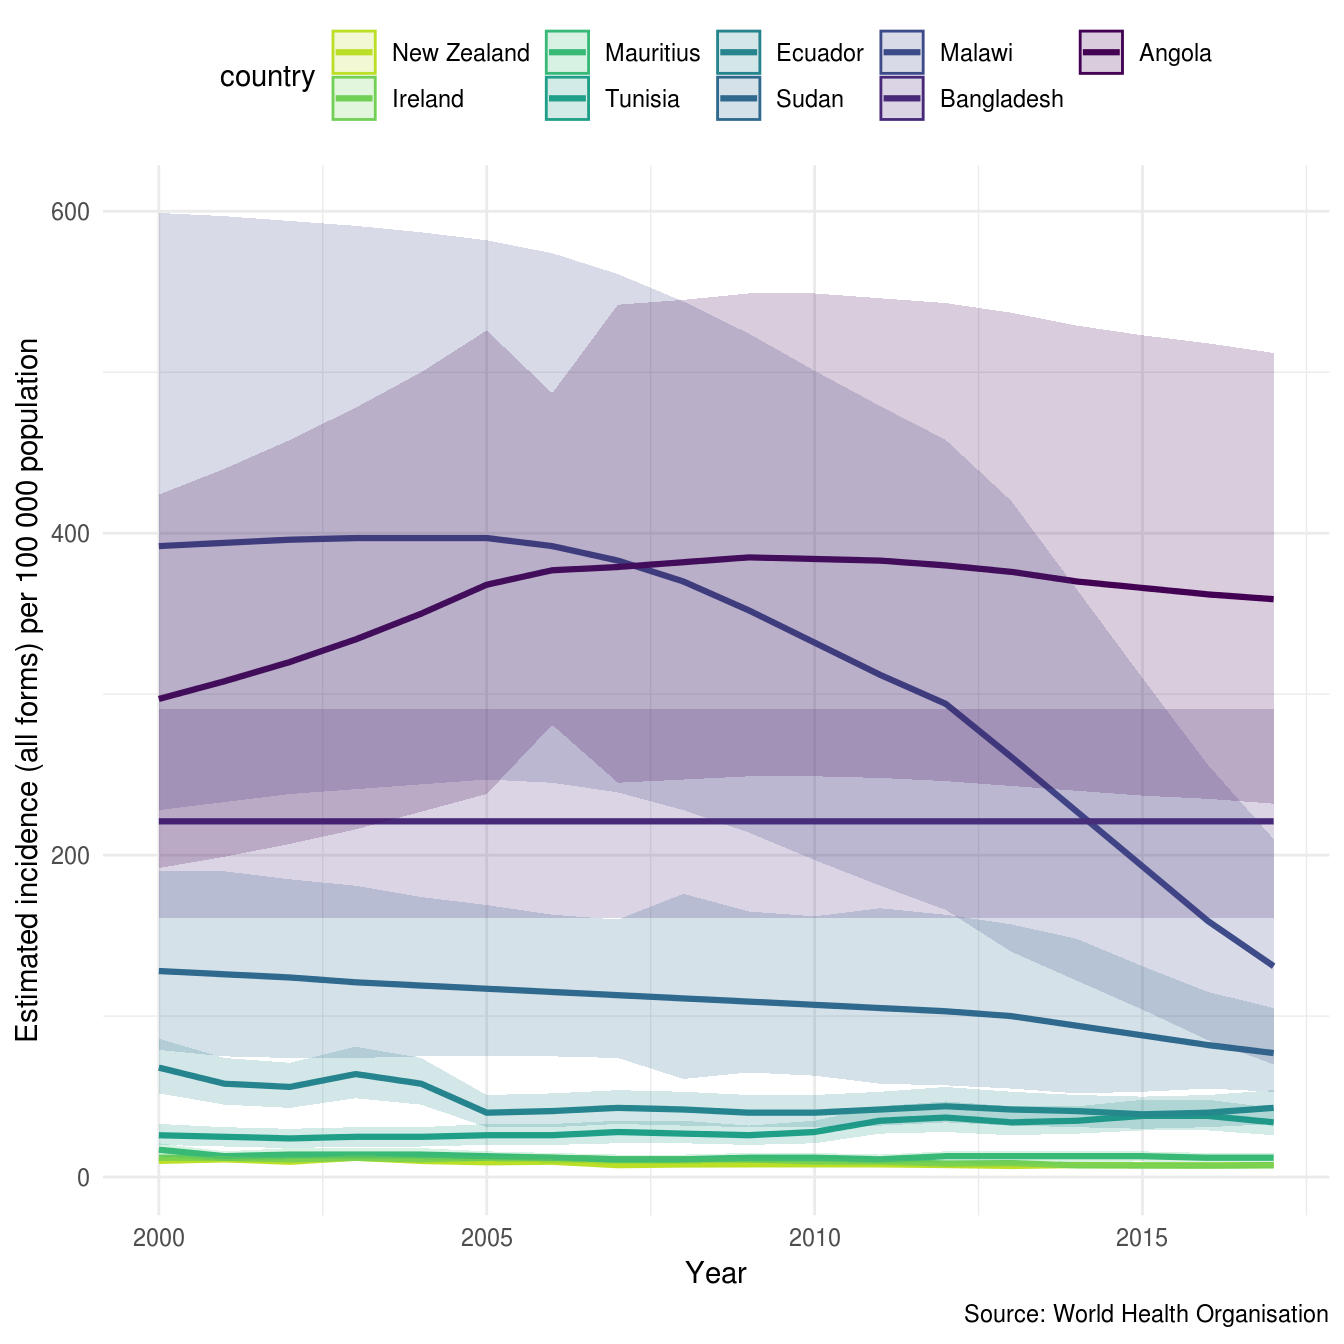 country
New Zealand
Mauritius
Ecuador
Malawi
Angola
Ireland
Tunisia
Sudan
Bangladesh
Estimated incidence (all forms) per 100 000 population
600
400
200
0
2000
2005
2010
2015
Year
Source: World Health Organisation